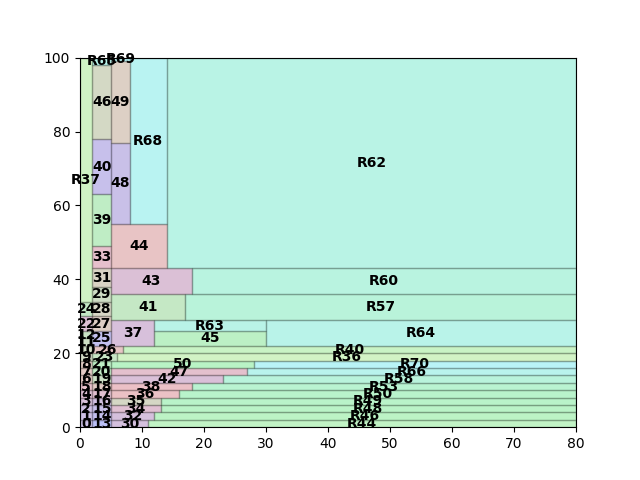 100 R69
46 49
80
R68
R62
40
R37
48
60
39
44
33
40 31 43 R60
29
24 28 41 R57
22 27 R63
37 R64
12 25 45
20 10 26 R40
9 23 R36
8 21 50 R70
7 20 47 R66
6 19 42 R58
5 18 38 R53
4 17 36 R50
3 16 35 R49
2 15 34 R48
1 14 32 R46
0 0 13 30 R44
0 10 20 30 40 50 60 70 80